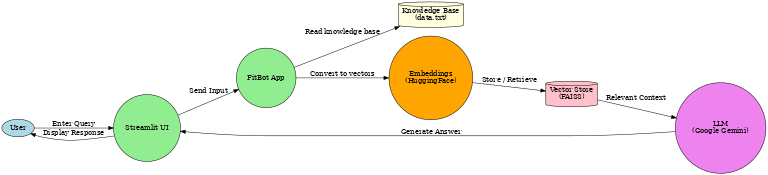 Knowledge Base
(data.txt)
Read knowledge base
FitBot App
Convert to vectors
Embeddings
(HuggingFace)
Store / Retrieve
Vector Store
(FAISS)
Relevant Context
Send Input
User
Enter Query
Display Response
Streamlit UI
Generate Answer
LLM
(Google Gemini)